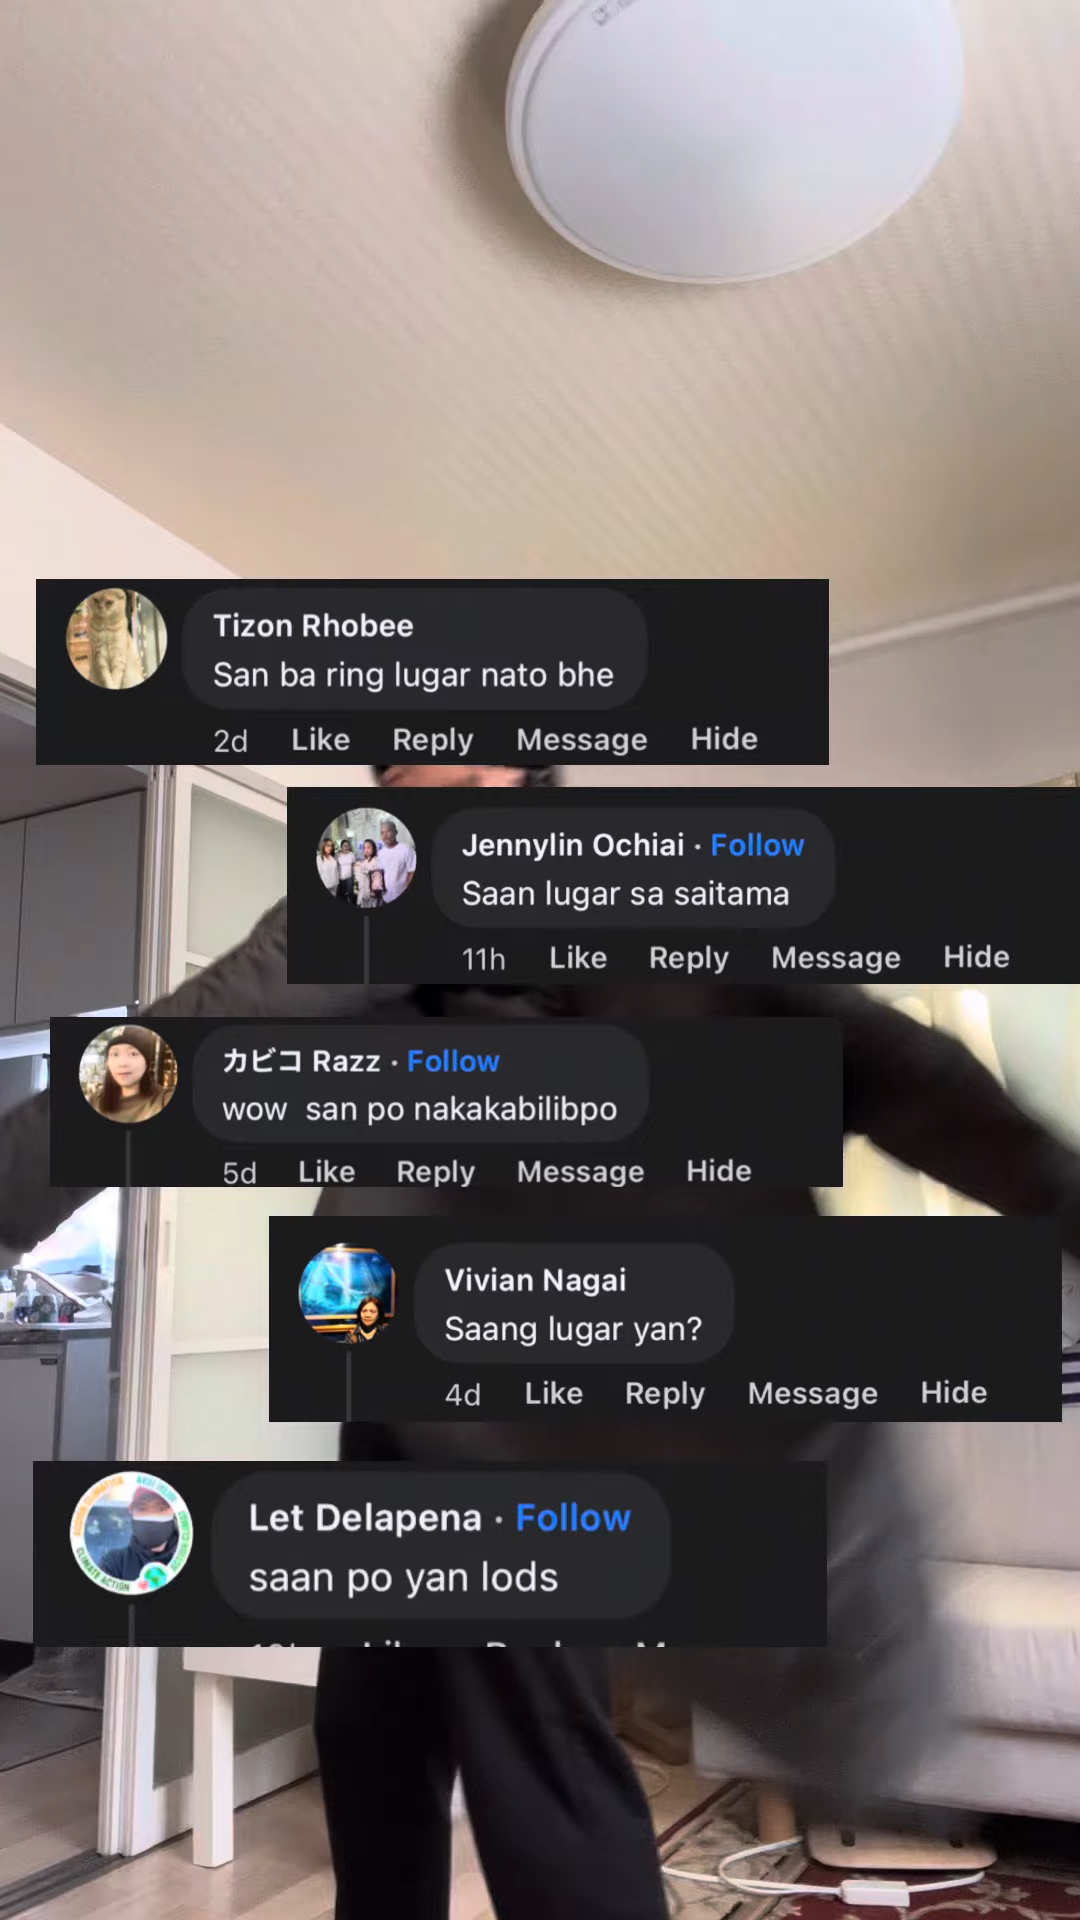 Tizon Rhobee
San ba ring lugar nato bhe
2d Like Reply Message Hide
Jennylin Ochiai · Follow
Saan lugar sa saitama
11h Like Reply Message Hide
カビコ Razz · Follow
wow san po nakakabilibpo
5d Like Reply Message Hide
Vivian Nagai
Saang lugar yan?
4d Like Reply Message Hide
CLIMATE ACTION
Let Delapena · Follow
saan po yan lods